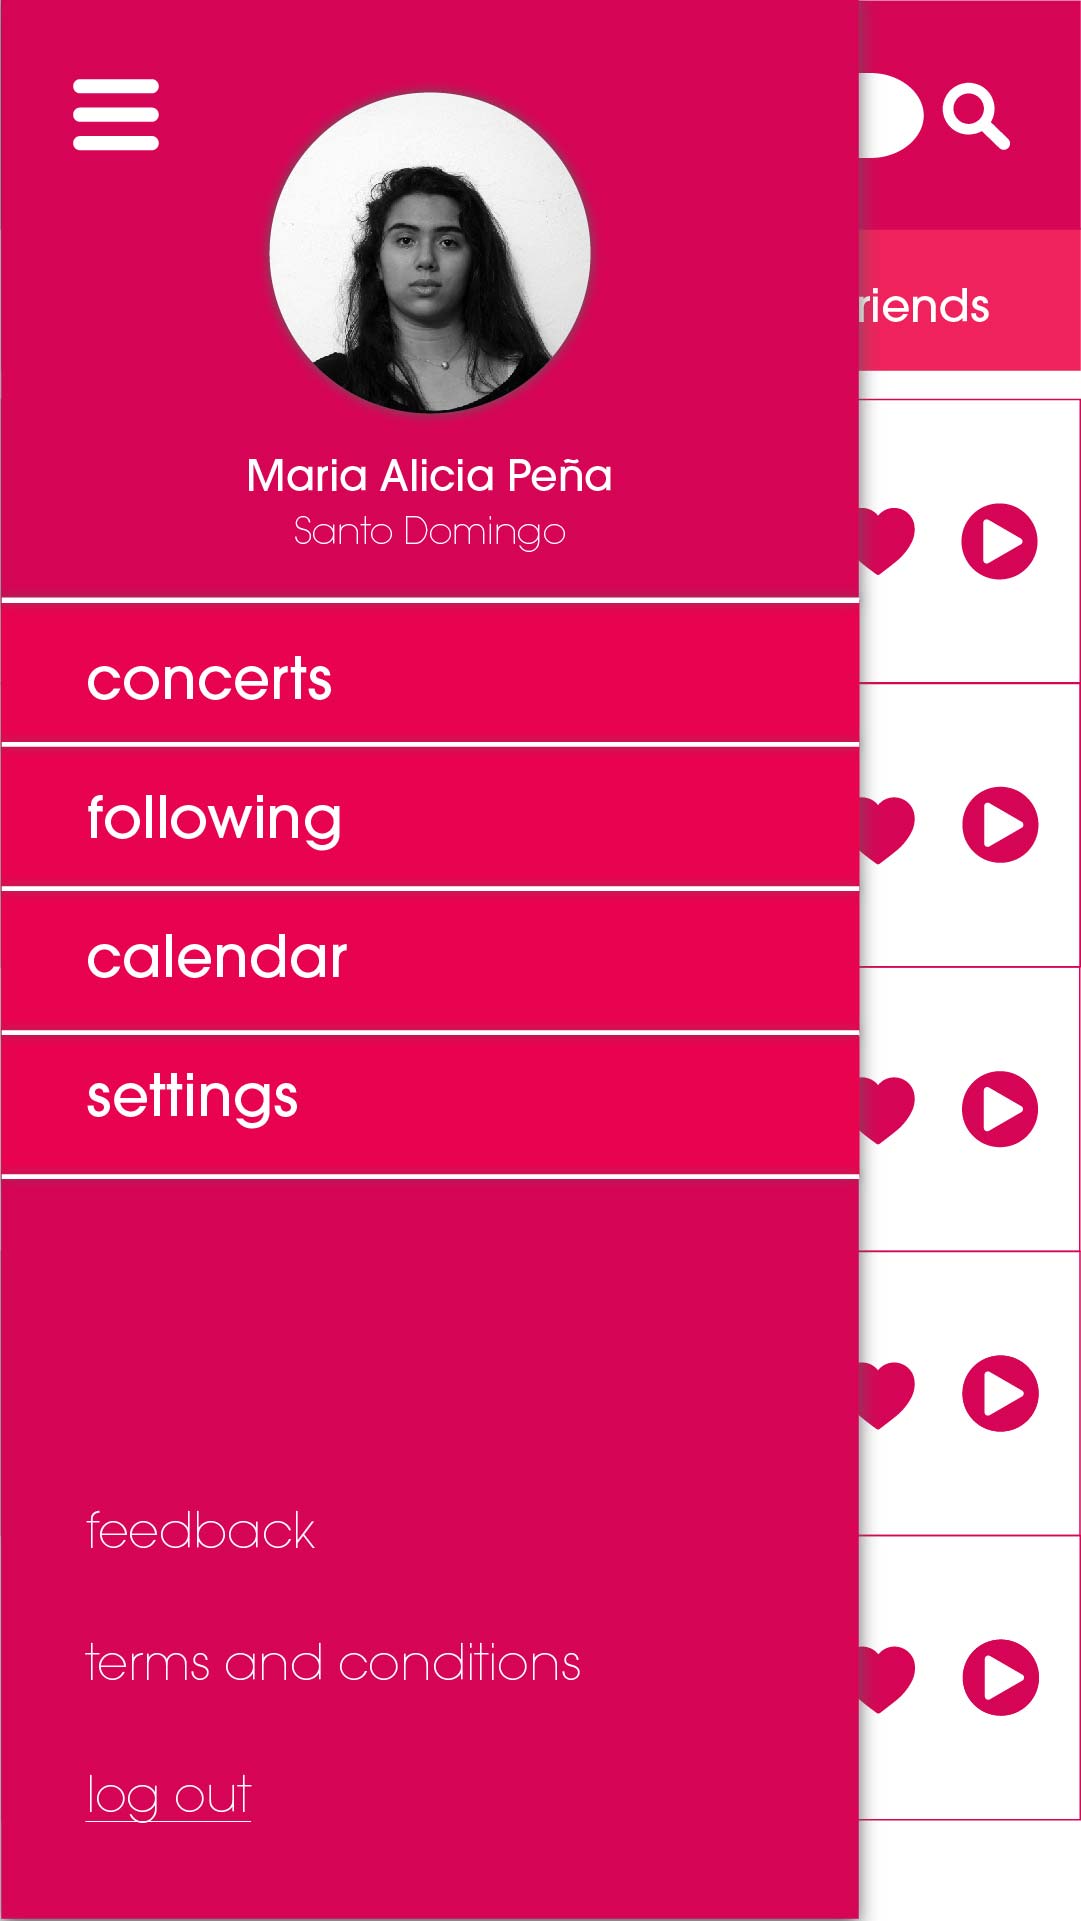 riends
Maria Alicia Peña
Santo Domingo
concerts
following
calendar
settings
feedback
terms and conditions
log out